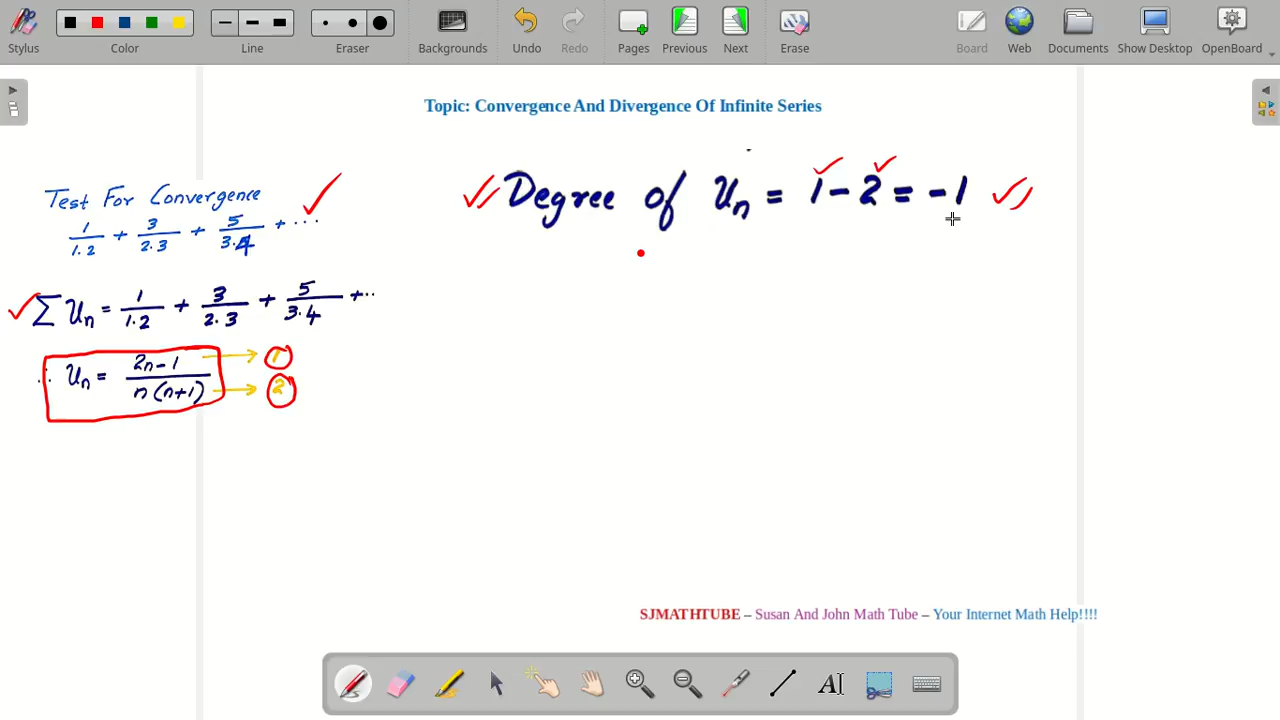 Stylus Color Line Eraser Backgrounds Undo Redo Pages Previous Next Erase Board Web Documents Show Desktop OpenBoard
Topic: Convergence And Divergence Of Infinite Series
Test For Convergence
1/1.2 + 3/2.3 + 5/3.4 + ...
∑ Un = 1/1.2 + 3/2.3 + 5/3.4 + ..
∴ Un = (2n-1)/(n(n+1))
→ 1
→ 2
Degree of Un = 1 - 2 = -1
SJMATHTUBE – Susan And John Math Tube – Your Internet Math Help!!!!